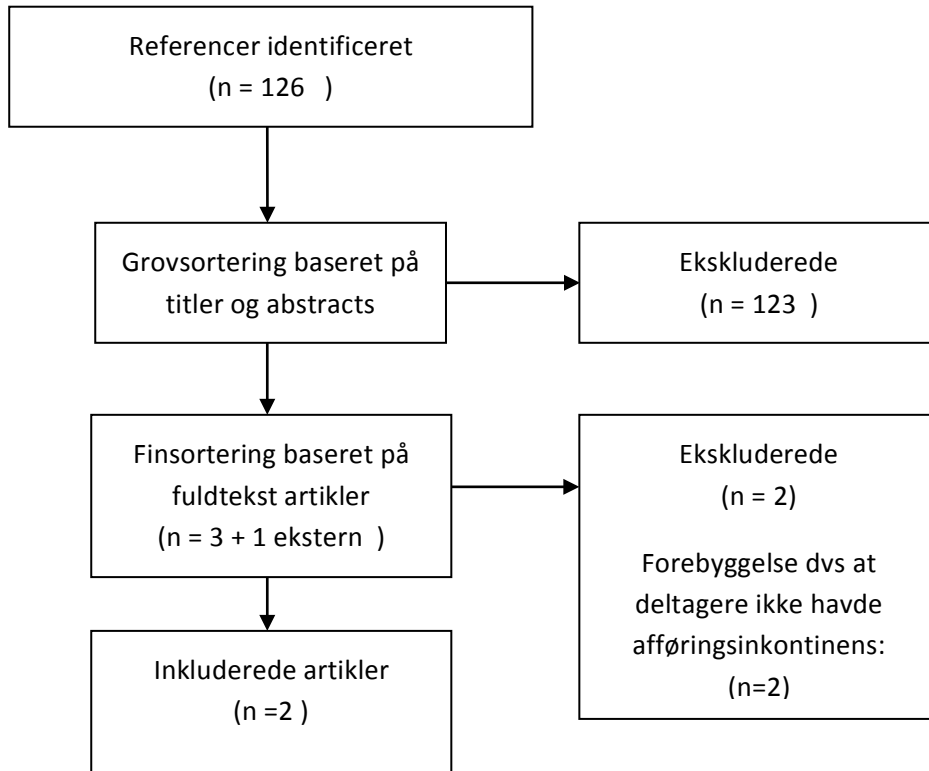 Referencer identificeret
(n = 126   )
Grovsortering baseret på
titler og abstracts
Ekskluderede
(n = 123  )
Finsortering baseret på
fuldtekst artikler
(n = 3 + 1 ekstern  )
Ekskluderede
(n = 2)
Forebyggelse dvs at
deltagere ikke havde
afføringsinkontinens:
(n=2)
Inkluderede artikler
(n =2 )